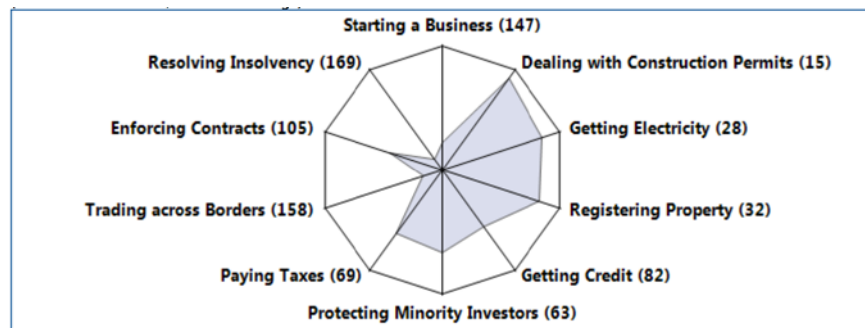 Starting a Business (147)
Resolving Insolvency (169)
Dealing with Construction Permits (15)
Enforcing Contracts (105)
Getting Electricity (28)
Trading across Borders (158)
Registering Property (32)
Paying Taxes (69)
Getting Credit (82)
Protecting Minority Investors (63)